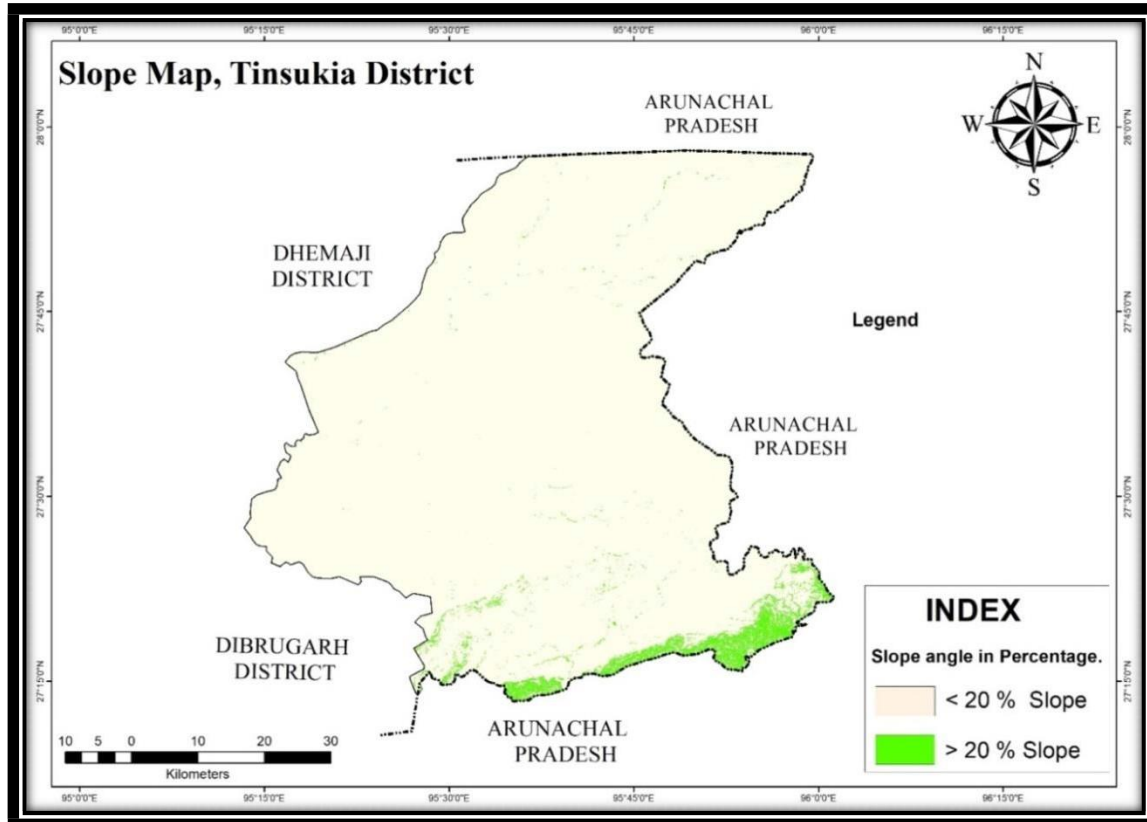 95°0'0"E 95°15'0"E 95°30'0"E 95°45'0"E 96°0'0"E 96°15'0"E
Slope Map, Tinsukia District
N
W E
S
ARUNACHAL
PRADESH
28°0'0"N 28°0'0"N
DHEMAJI
DISTRICT
27°45'0"N 27°45'0"N
Legend
ARUNACHAL
PRADESH
27°30'0"N 27°30'0"N
DIBRUGARH
DISTRICT
27°15'0"N 27°15'0"N
ARUNACHAL
PRADESH
INDEX
Slope angle in Percentage.
< 20 % Slope
> 20 % Slope
10 5 0 10 20 30
Kilometers
95°0'0"E 95°15'0"E 95°30'0"E 95°45'0"E 96°0'0"E 96°15'0"E